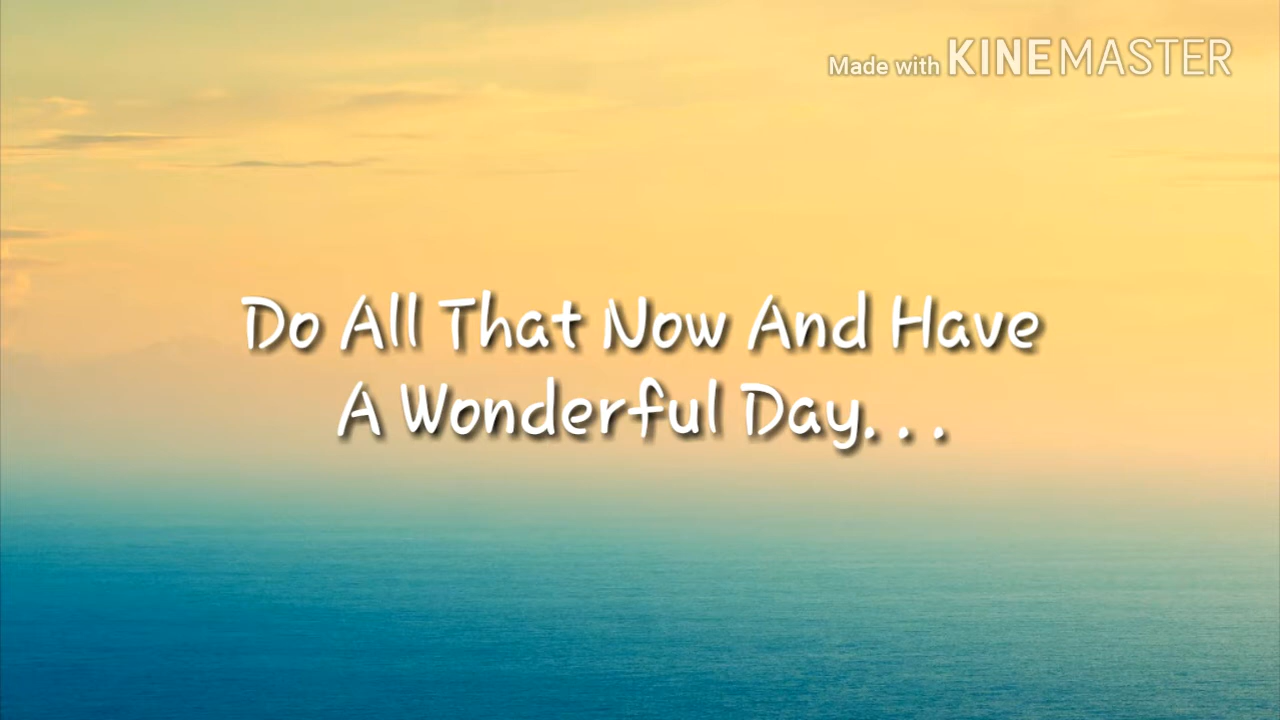 Made with KINEMASTER
Do All That Now And Have
A Wonderful Day. . .